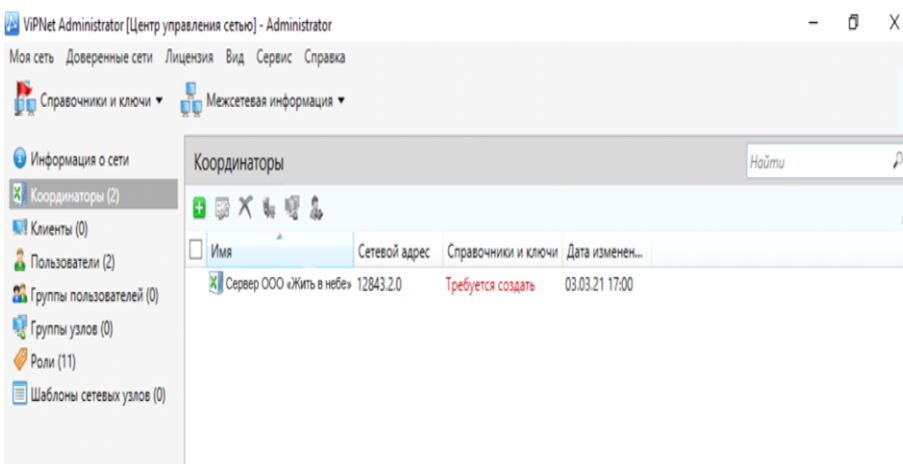 ViPNet Administrator [Центр управления сетью] - Administrator
Моя сеть Доверенные сети Лицензия Вид Сервис Справка
Справочники и ключи Межсетевая информация
Информация о сети
Координаторы (2)
Клиенты (0)
Пользователи (2)
Группы пользователей (0)
Группы узлов (0)
Роли (11)
Шаблоны сетевых узлов (0)
Координаторы
Найти
Имя Сетевой адрес Справочники и ключи Дата изменен...
Сервер ООО «Жить в небе» 12843.2.0 Требуется создать 03.03.21 17:00